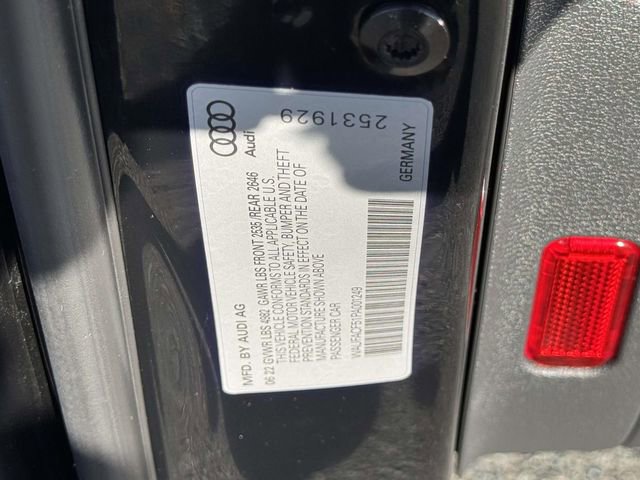 Audi
2531929
MFD. BY AUDI AG
06 22 GVWR LBS 4982 GAWR LBS FRONT 2535 /REAR 2646
THIS VEHICLE CONFORMS TO ALL APPLICABLE U.S.
FEDERAL MOTOR VEHICLE SAFETY, BUMPER AND THEFT
PREVENTION STANDARDS IN EFFECT ON THE DATE OF
MANUFACTURE SHOWN ABOVE
PASSENGER CAR
WAUFACF51PA001249
GERMANY